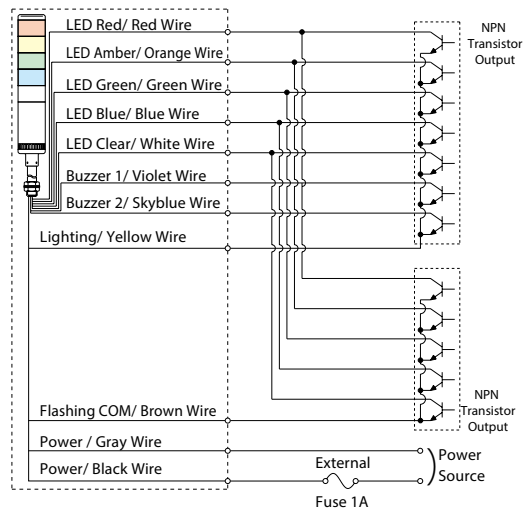 LED Red/ Red Wire
LED Amber/ Orange Wire
LED Green/ Green Wire
LED Blue/ Blue Wire
LED Clear/ White Wire
Buzzer 1/ Violet Wire
Buzzer 2/ Skyblue Wire
Lighting/ Yellow Wire
NPN
Transistor
Output
Flashing COM/ Brown Wire
NPN
Transistor
Output
Power / Gray Wire
Power/ Black Wire
External
Fuse 1A
Power
Source